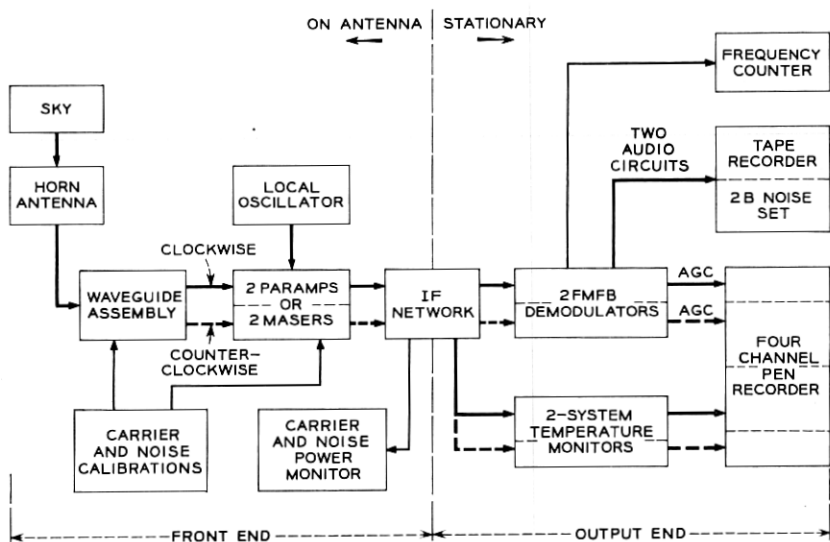 ON ANTENNA
STATIONARY
FREQUENCY
COUNTER
SKY
TWO
AUDIO
CIRCUITS
TAPE
RECORDER
2B NOISE
SET
HORN
ANTENNA
LOCAL
OSCILLATOR
CLOCKWISE
WAVEGUIDE
ASSEMBLY
2 PARAMPS
OR
2 MASERS
IF
NETWORK
2 FMFB
DEMODULATORS
AGC
AGC
COUNTER-
CLOCKWISE
FOUR
CHANNEL
PEN
RECORDER
CARRIER
AND NOISE
CALIBRATIONS
CARRIER
AND NOISE
POWER
MONITOR
2-SYSTEM
TEMPERATURE
MONITORS
FRONT END
OUTPUT END